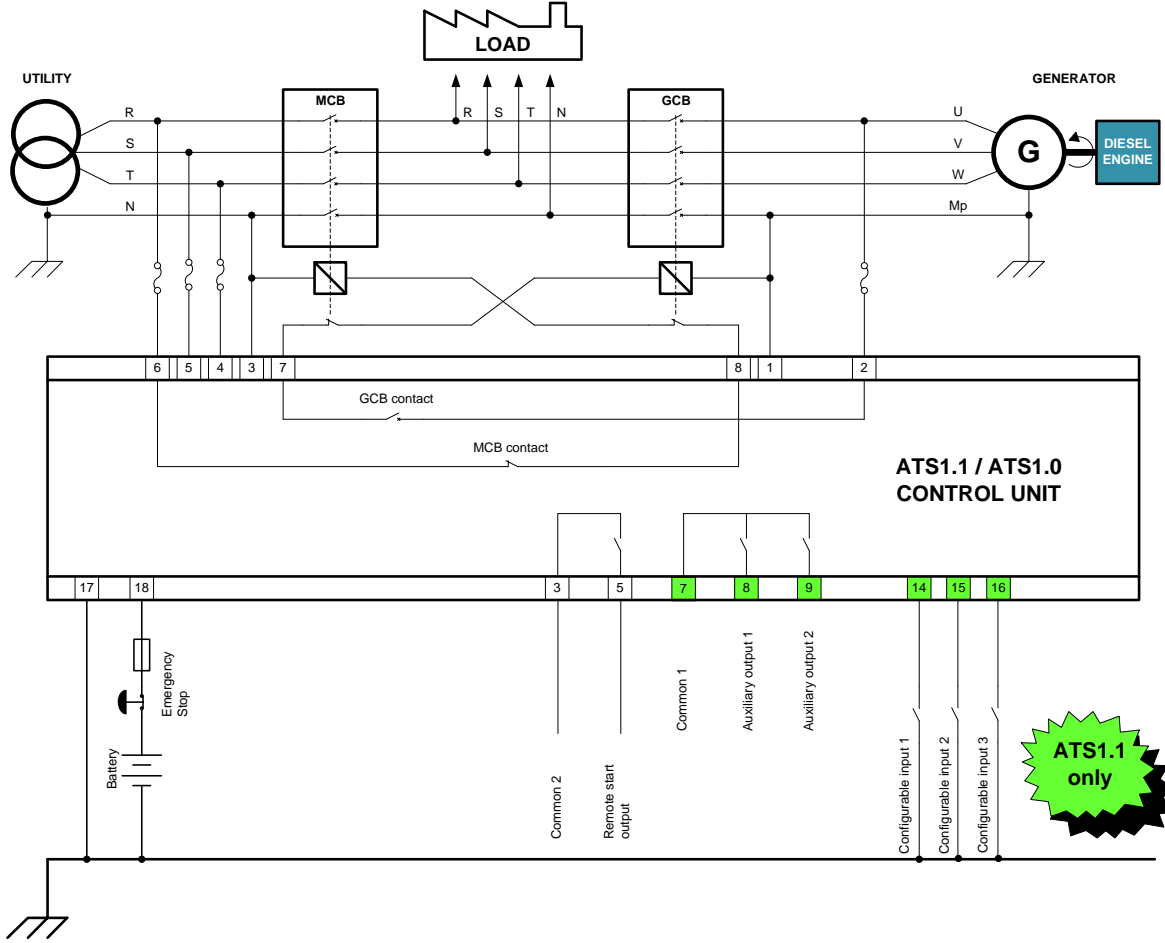 LOAD
UTILITY
GENERATOR
MCB
GCB
R
R
S
T
N
U
S
V
T
W
N
Mp
G
DIESEL
ENGINE
6
5
4
3
7
8
1
2
GCB contact
MCB contact
ATS1.1 / ATS1.0
CONTROL UNIT
17
18
3
5
7
8
9
14
15
16
Emergency
Stop
Battery
Common 2
Remote start
output
Common 1
Auxiliary output 1
Auxiliary output 2
Configurable input 1
Configurable input 2
Configurable input 3
ATS1.1
only